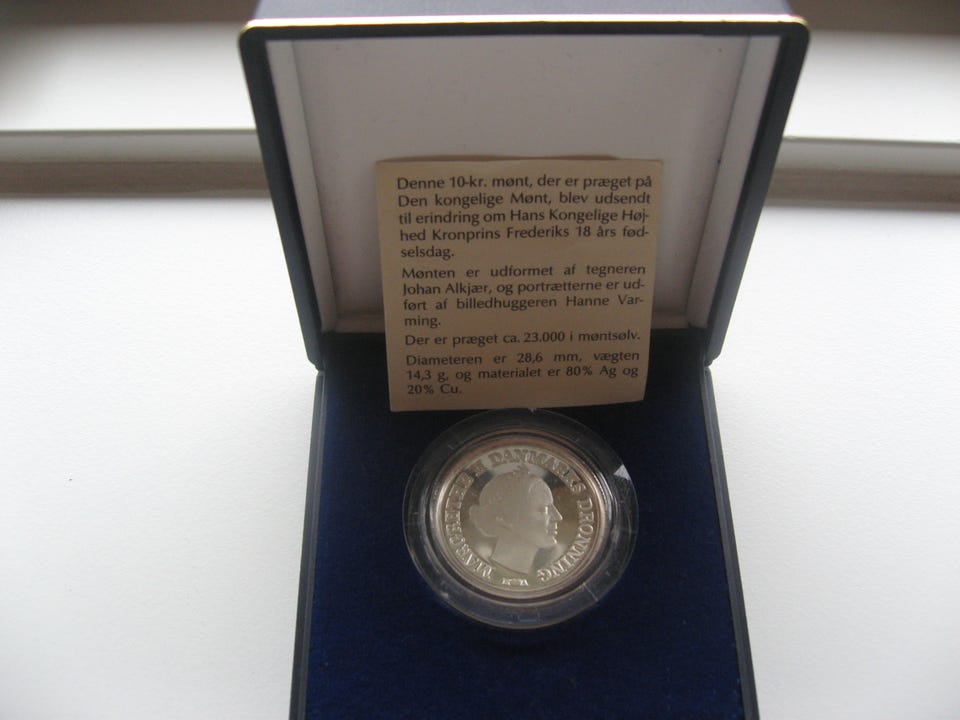 Denne 10-kr. mønt, der er præget på
Den kongelige Mønt, blev udsendt
til erindring om Hans Kongelige Høj-
hed Kronprins Frederiks 18 års fød-
selsdag.
Mønten er udformet af tegneren
Johan Alkjær, og portrætterne er ud-
ført af billedhuggeren Hanne Var-
ming.
Der er præget ca. 23.000 i møntsølv.
Diameteren er 28,6 mm, vægten
14,3 g, og materialet er 80% Ag og
20% Cu.
MARGRETHE II DANMARKS DRONNING